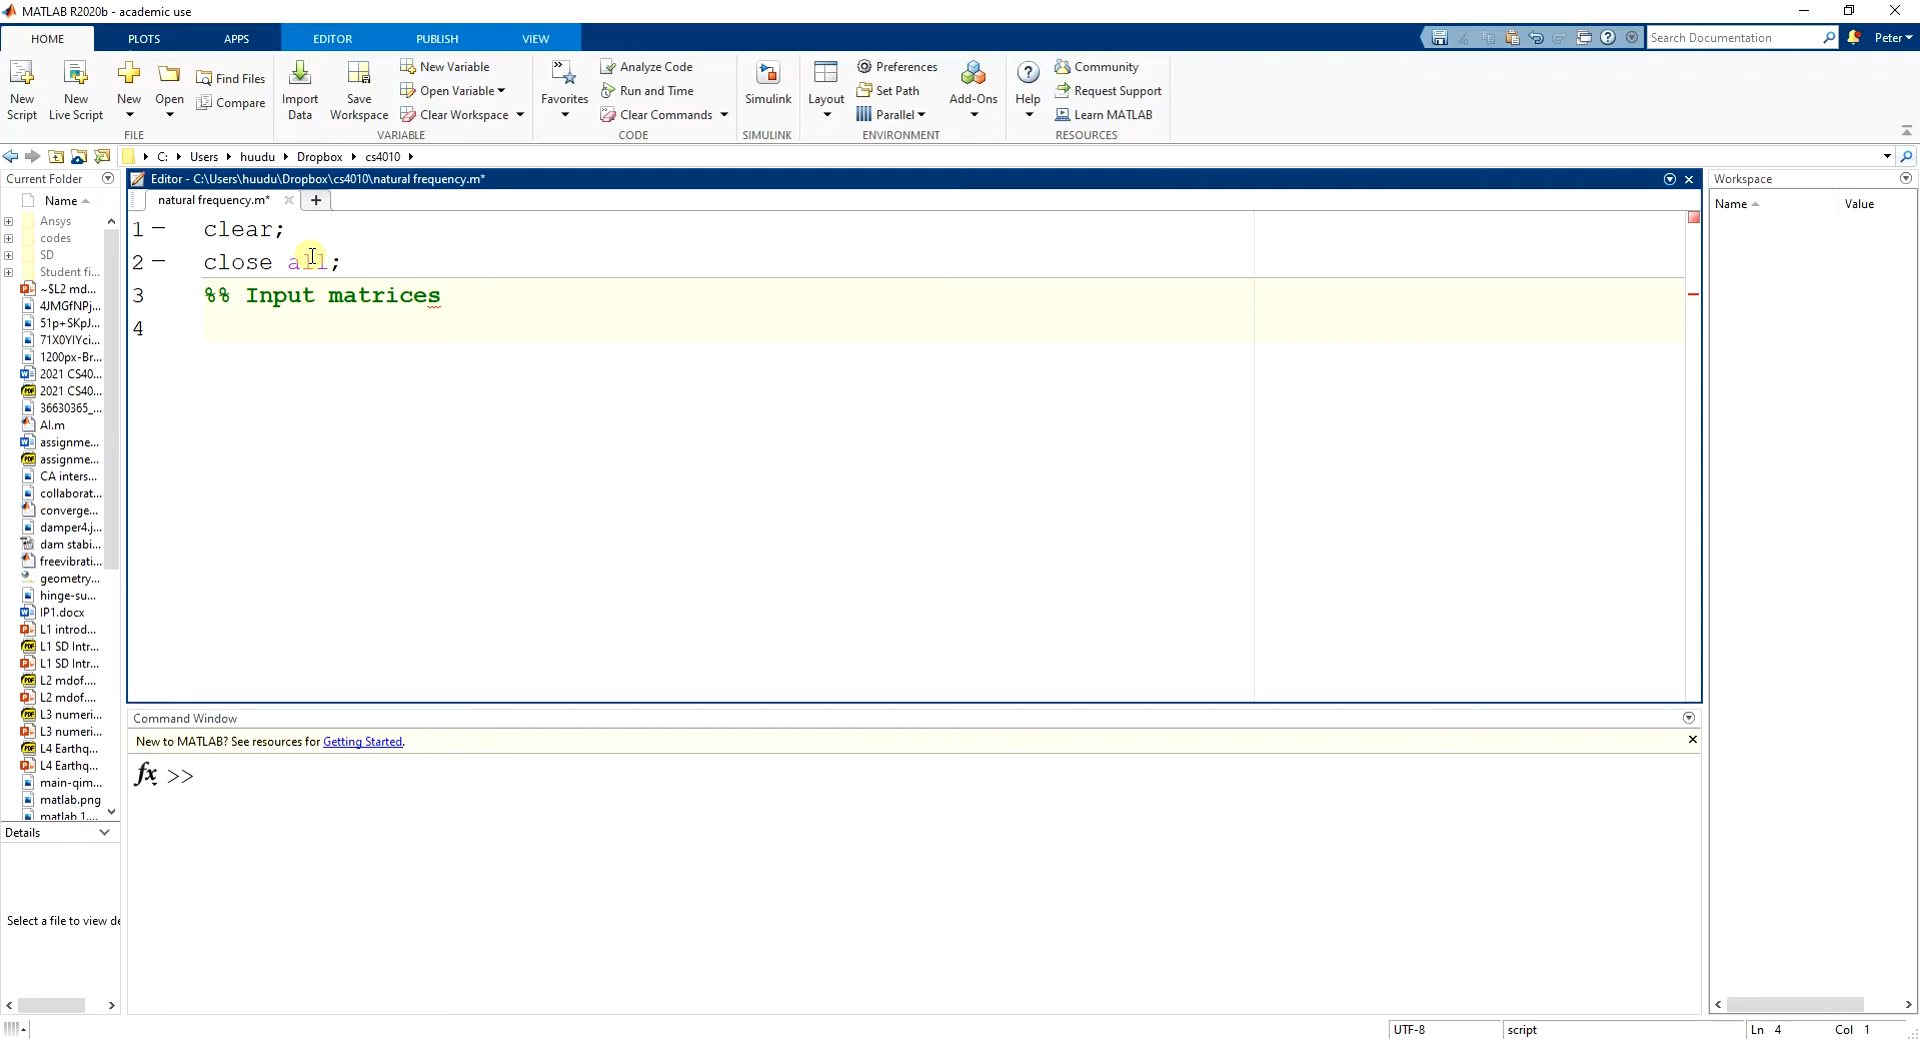 MATLAB R2020b - academic use
HOME PLOTS APPS EDITOR PUBLISH VIEW Search Documentation Peter
New Script
New Live Script
New
Open
Find Files
Compare
FILE
Import Data
Save Workspace
New Variable
Open Variable
Clear Workspace
VARIABLE
Favorites
Analyze Code
Run and Time
Clear Commands
CODE
Simulink
SIMULINK
Layout
Preferences
Set Path
Parallel
ENVIRONMENT
Add-Ons
Help
Community
Request Support
Learn MATLAB
RESOURCES
C: Users huudu Dropbox cs4010
Current Folder
Name
Ansys
codes
SD
Student fi...
~$L2 md...
4JMGfNPj...
51p+SKpJ...
71X0YIYci...
1200px-Br...
2021 CS40...
2021 CS40...
36630365_...
AI.m
assignme...
assignme...
CA inters...
collaborat...
converge...
damper4.j...
dam stabi...
freevibrati...
geometry...
hinge-su...
IP1.docx
L1 introd...
L1 SD Intr...
L1 SD Intr...
L2 mdof....
L2 mdof....
L3 numeri...
L3 numeri...
L4 Earthq...
L4 Earthq...
main-qim...
matlab.png
matlab 1....
Details
Select a file to view de
Editor - C:\Users\huudu\Dropbox\cs4010\natural frequency.m*
natural frequency.m*
1 clear;
2 close all;
3 %% Input matrices
4
Command Window
New to MATLAB? See resources for Getting Started.
fx >>
Workspace
Name Value
UTF-8 script Ln 4 Col 1